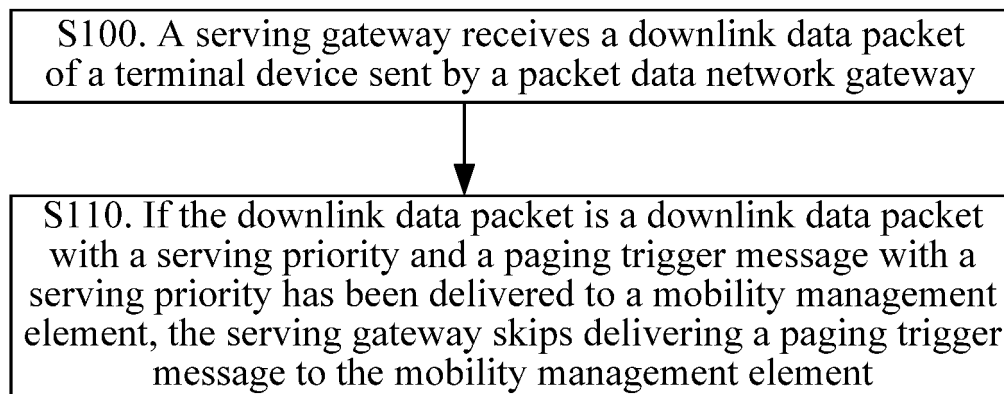 S100. A serving gateway receives a downlink data packet
of a terminal device sent by a packet data network gateway
S110. If the downlink data packet is a downlink data packet
with a serving priority and a paging trigger message with a
serving priority has been delivered to a mobility management
element, the serving gateway skips delivering a paging trigger
message to the mobility management element